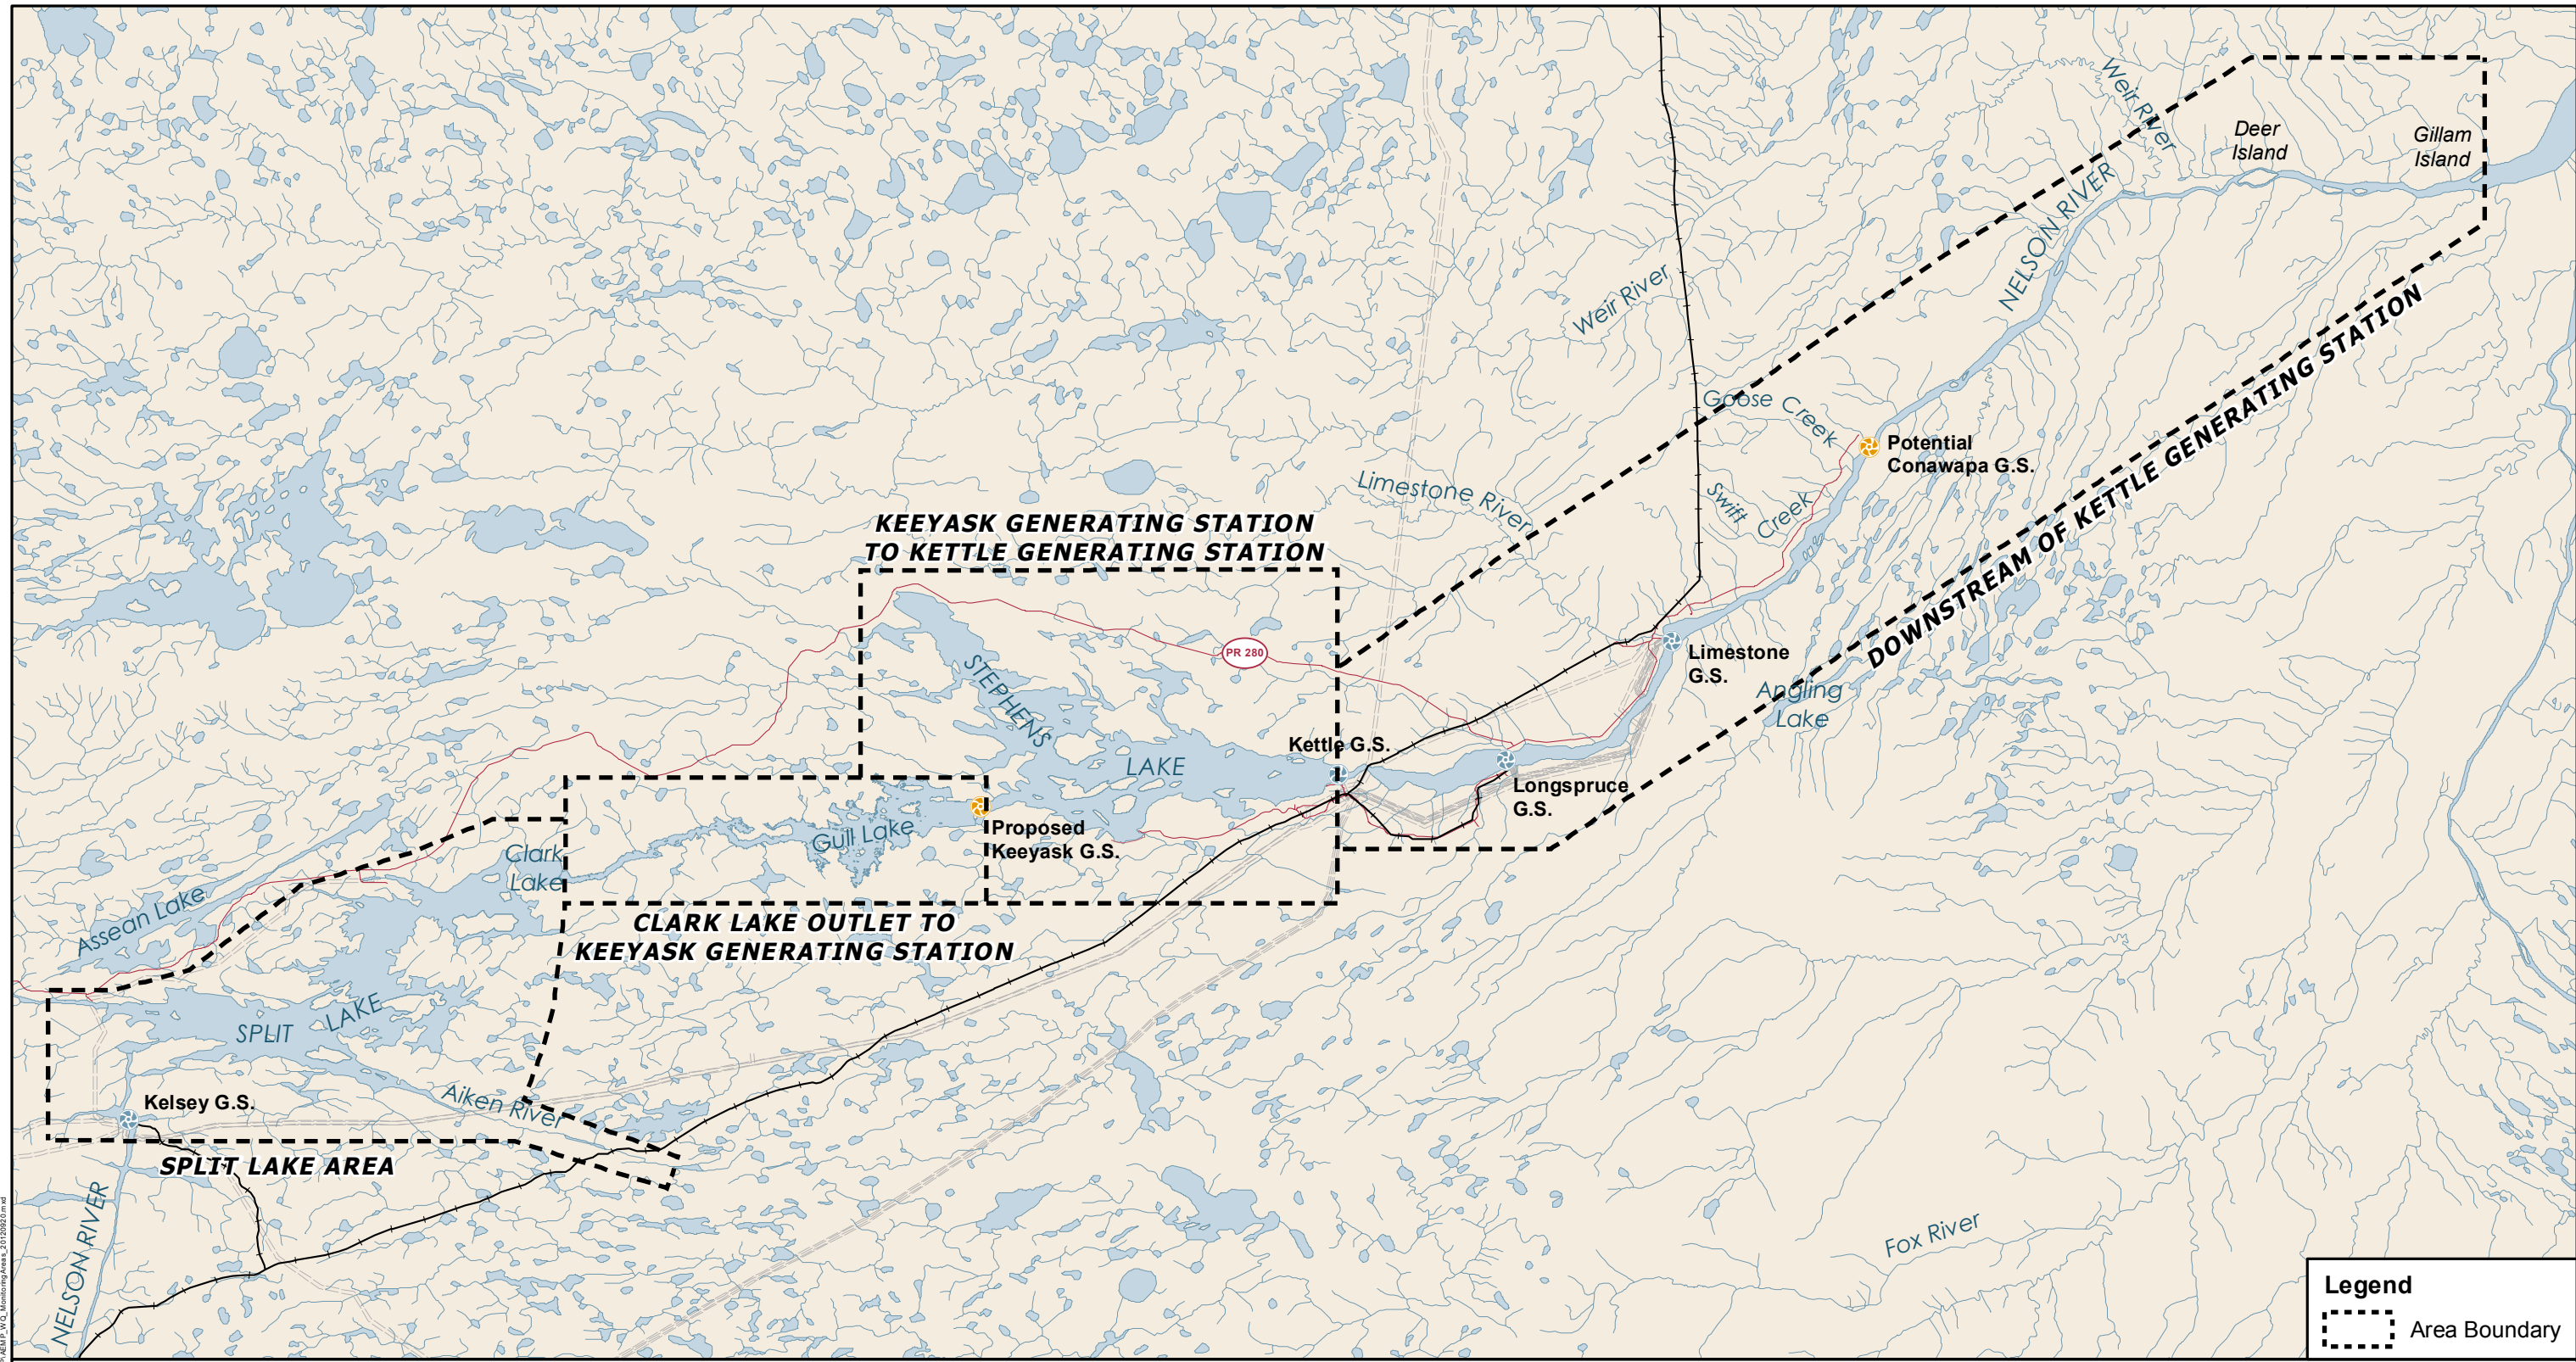 Weir River
Deer
Island
Gillam
Island
NELSON RIVER
Weir River
DOWNSTREAM OF KETTLE GENERATING STATION
Goose Creek
Potential
Conawapa G.S.
Limestone River
Swift Creek
KEEYASK GENERATING STATION
TO KETTLE GENERATING STATION
PR 280
Limestone
G.S.
Angling
Lake
STEPHENS
LAKE
Kettle G.S.
Longspruce
G.S.
Proposed
Keeyask G.S.
Gull Lake
Clark
Lake
Assean Lake
CLARK LAKE OUTLET TO
KEEYASK GENERATING STATION
SPLIT LAKE
Aiken River
Kelsey G.S.
SPLIT LAKE AREA
NELSON RIVER
Fox River
Legend
Area Boundary